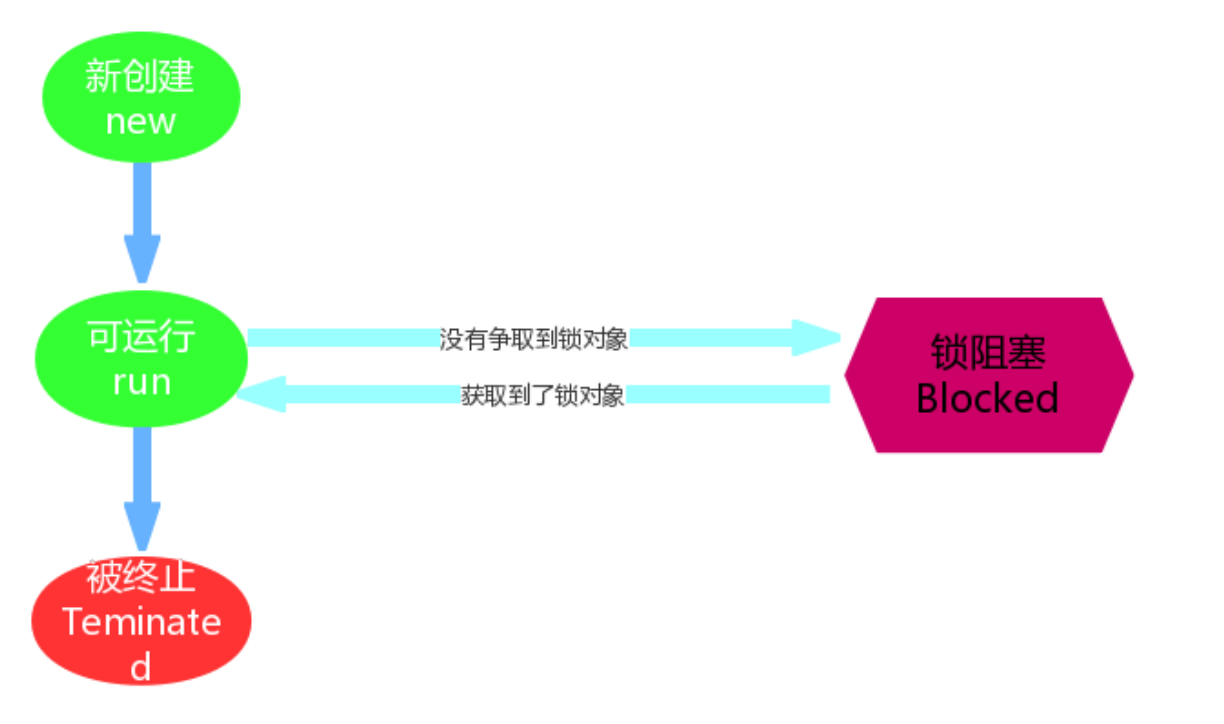 新创建
new
可运行
run
没有争取到锁对象
获取到了锁对象
锁阻塞
Blocked
被终止
Teminate
d